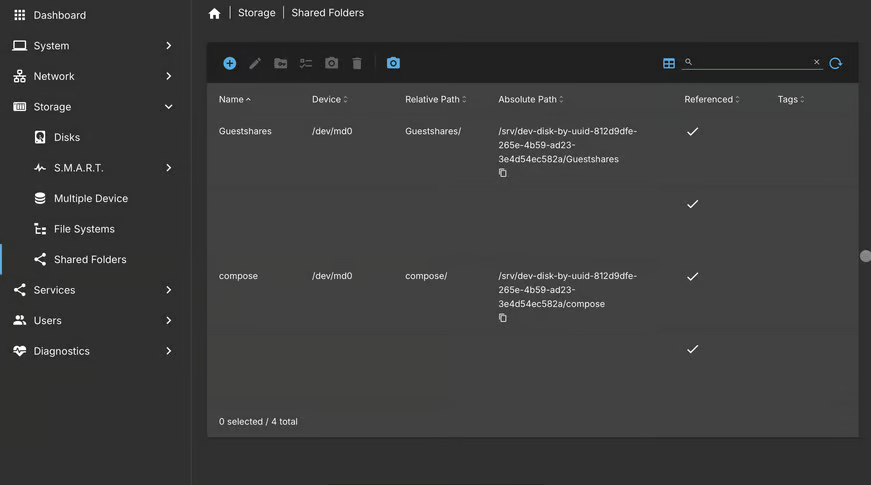 Dashboard
System
Network
Storage
Disks
S.M.A.R.T.
Multiple Device
File Systems
Shared Folders
Services
Users
Diagnostics
Storage
Shared Folders
Name Device Relative Path Absolute Path Referenced Tags
Guestshares /dev/md0 Guestshares/ /srv/dev-disk-by-uuid-812d9dfe-
265e-4b59-ad23-
3e4d54ec582a/Guestshares
compose /dev/md0 compose/ /srv/dev-disk-by-uuid-812d9dfe-
265e-4b59-ad23-
3e4d54ec582a/compose
0 selected / 4 total